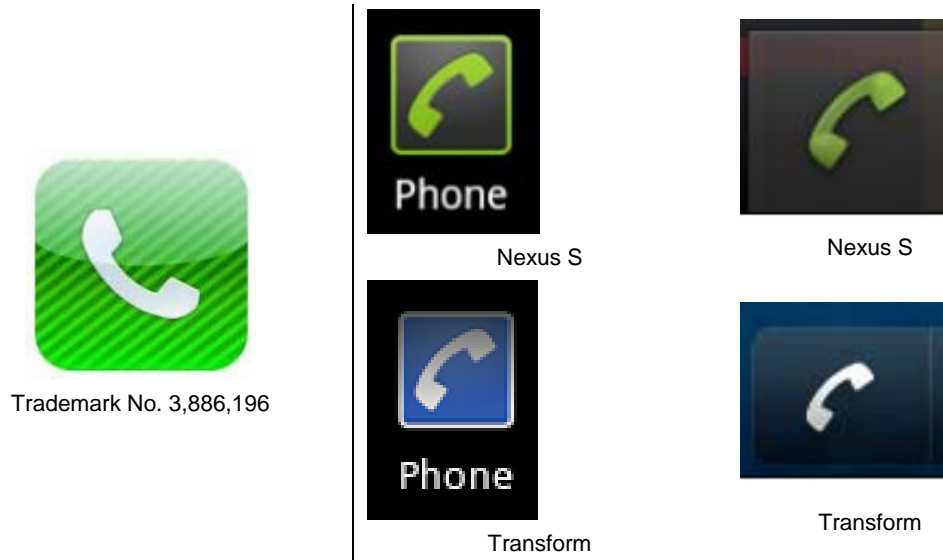 Trademark No. 3,886,196
Phone
Nexus S
Nexus S
Phone
Transform
Transform